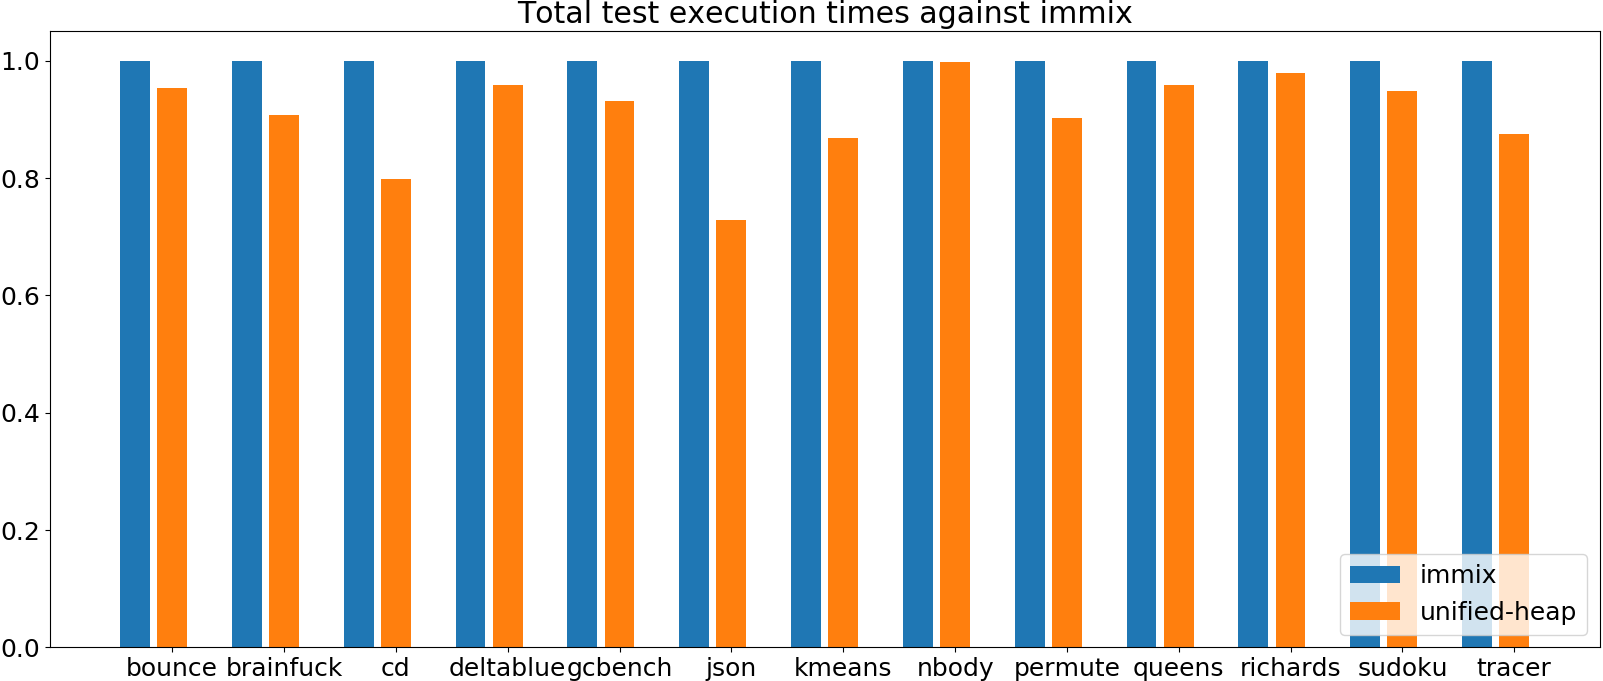 Total test execution times against immix
1.0
0.8
0.6
0.4
0.2
0.0
bounce brainfuck cd deltablue gcbench json kmeans nbody permute queens richards sudoku tracer
immix
unified-heap